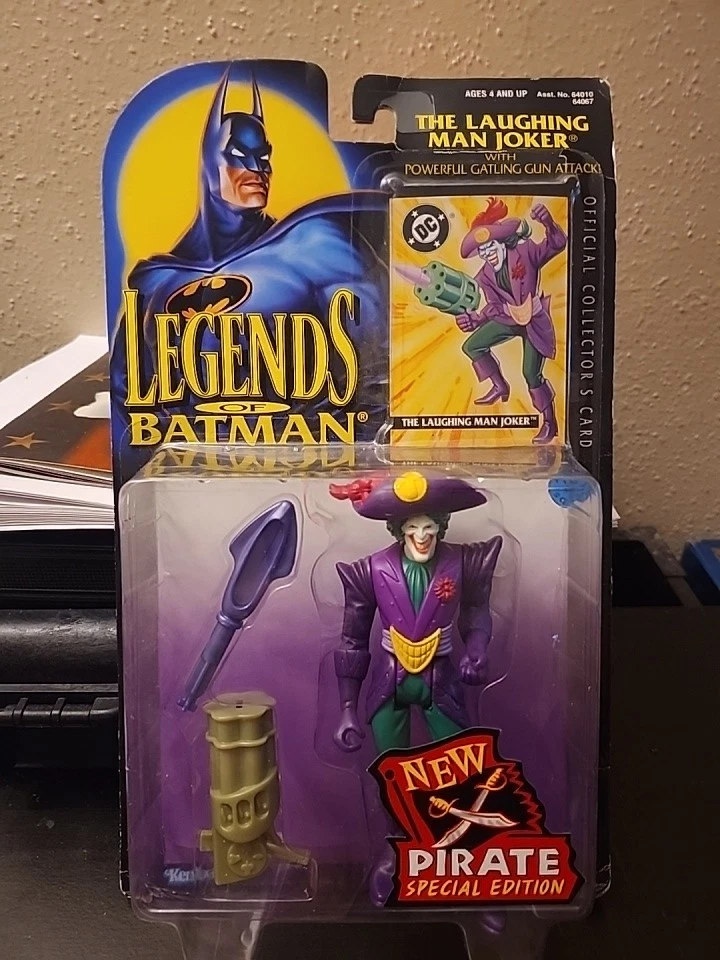 AGES 4 AND UP Asst. No. 64010
64067
THE LAUGHING
MAN JOKER®
WITH
POWERFUL GATLING GUN ATTACK!
DC®
OFFICIAL COLLECTOR'S CARD
THE LAUGHING MAN JOKER™
LEGENDS
OF
BATMAN®
NEW
PIRATE
SPECIAL EDITION
Kenner